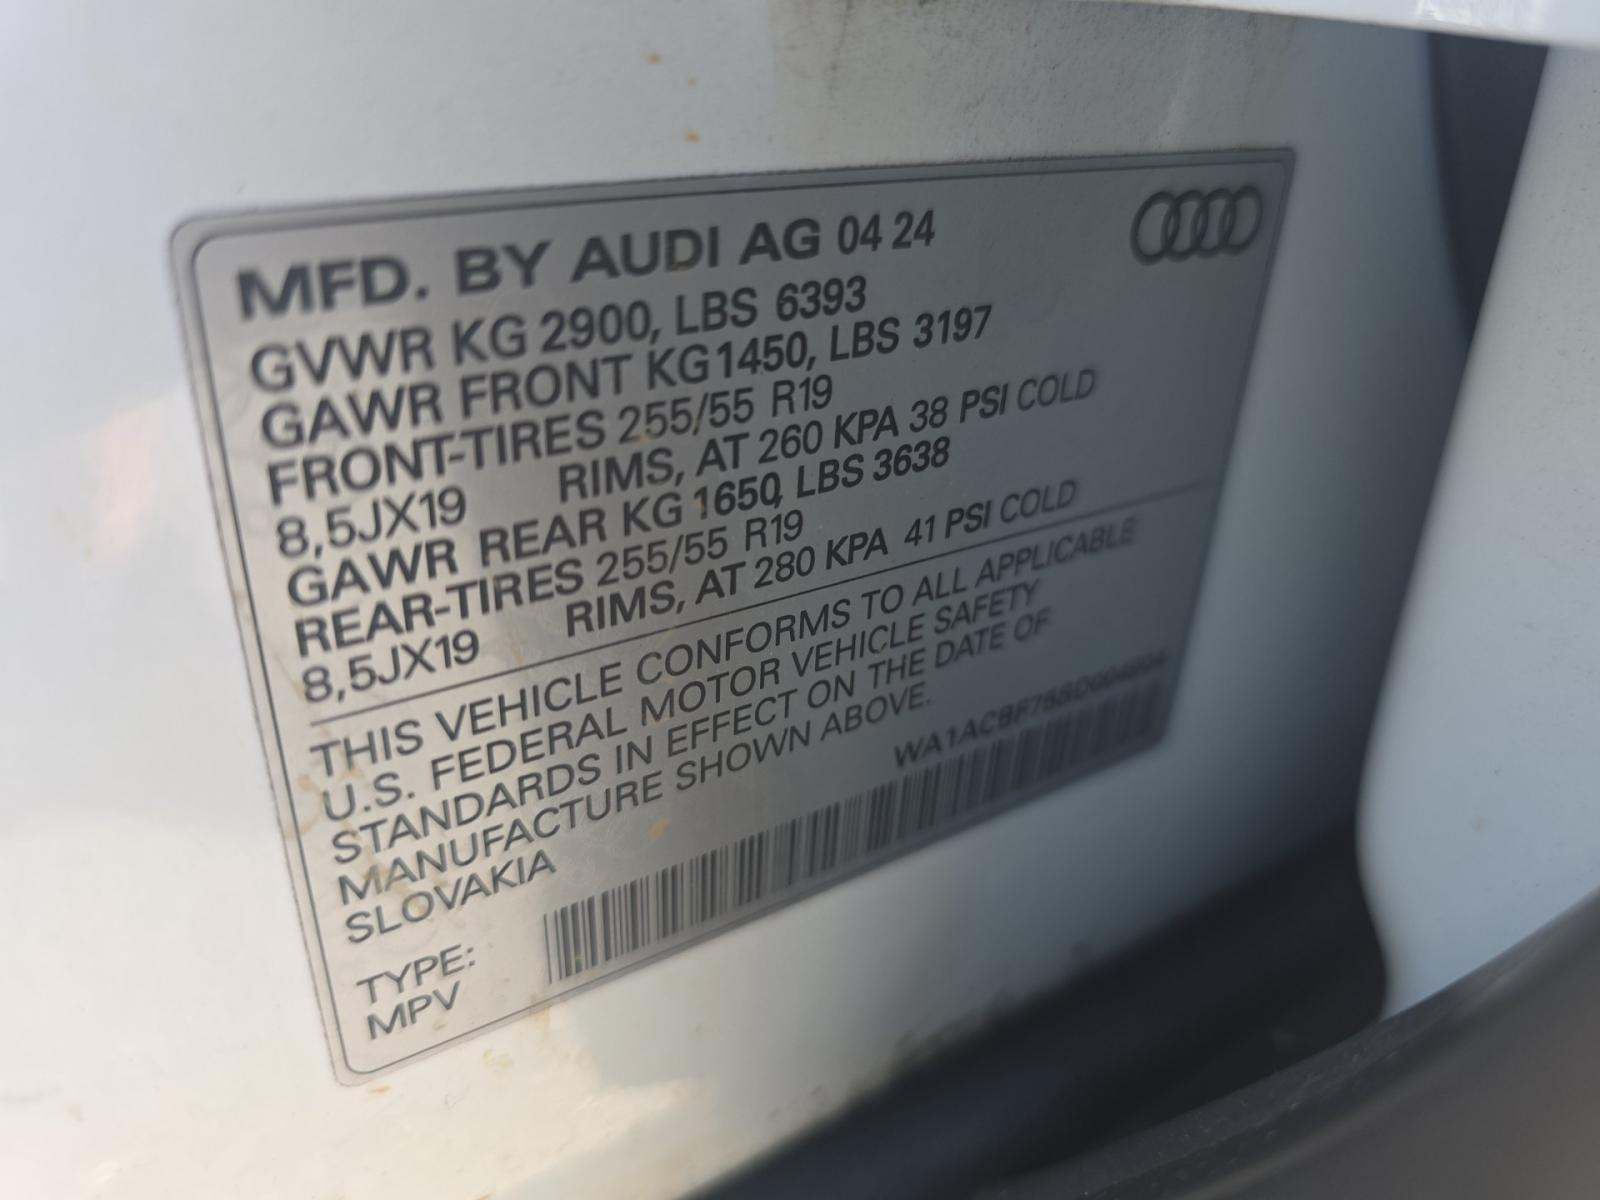 MFD. BY AUDI AG 04 24
GVWR KG 2900, LBS 6393
GAWR FRONT KG 1450, LBS 3197
FRONT-TIRES 255/55 R19
8,5JX19 RIMS, AT 260 KPA 38 PSI COLD
GAWR REAR KG 1650, LBS 3638
REAR-TIRES 255/55 R19
8,5JX19 RIMS, AT 280 KPA 41 PSI COLD
THIS VEHICLE CONFORMS TO ALL APPLICABLE
U.S. FEDERAL MOTOR VEHICLE SAFETY
STANDARDS IN EFFECT ON THE DATE OF
MANUFACTURE SHOWN ABOVE.
SLOVAKIA
TYPE:
MPV